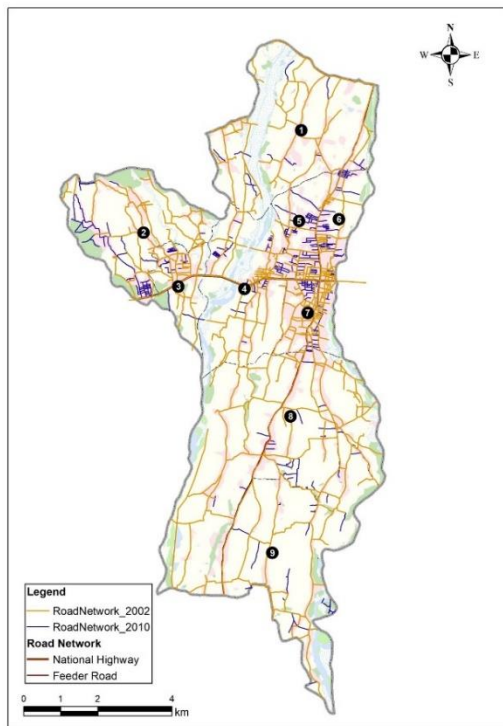 N
W E
S
1
2
5
6
3
4
7
8
9
Legend
RoadNetwork_2002
RoadNetwork_2010
Road Network
National Highway
Feeder Road
0 1 2 4
km